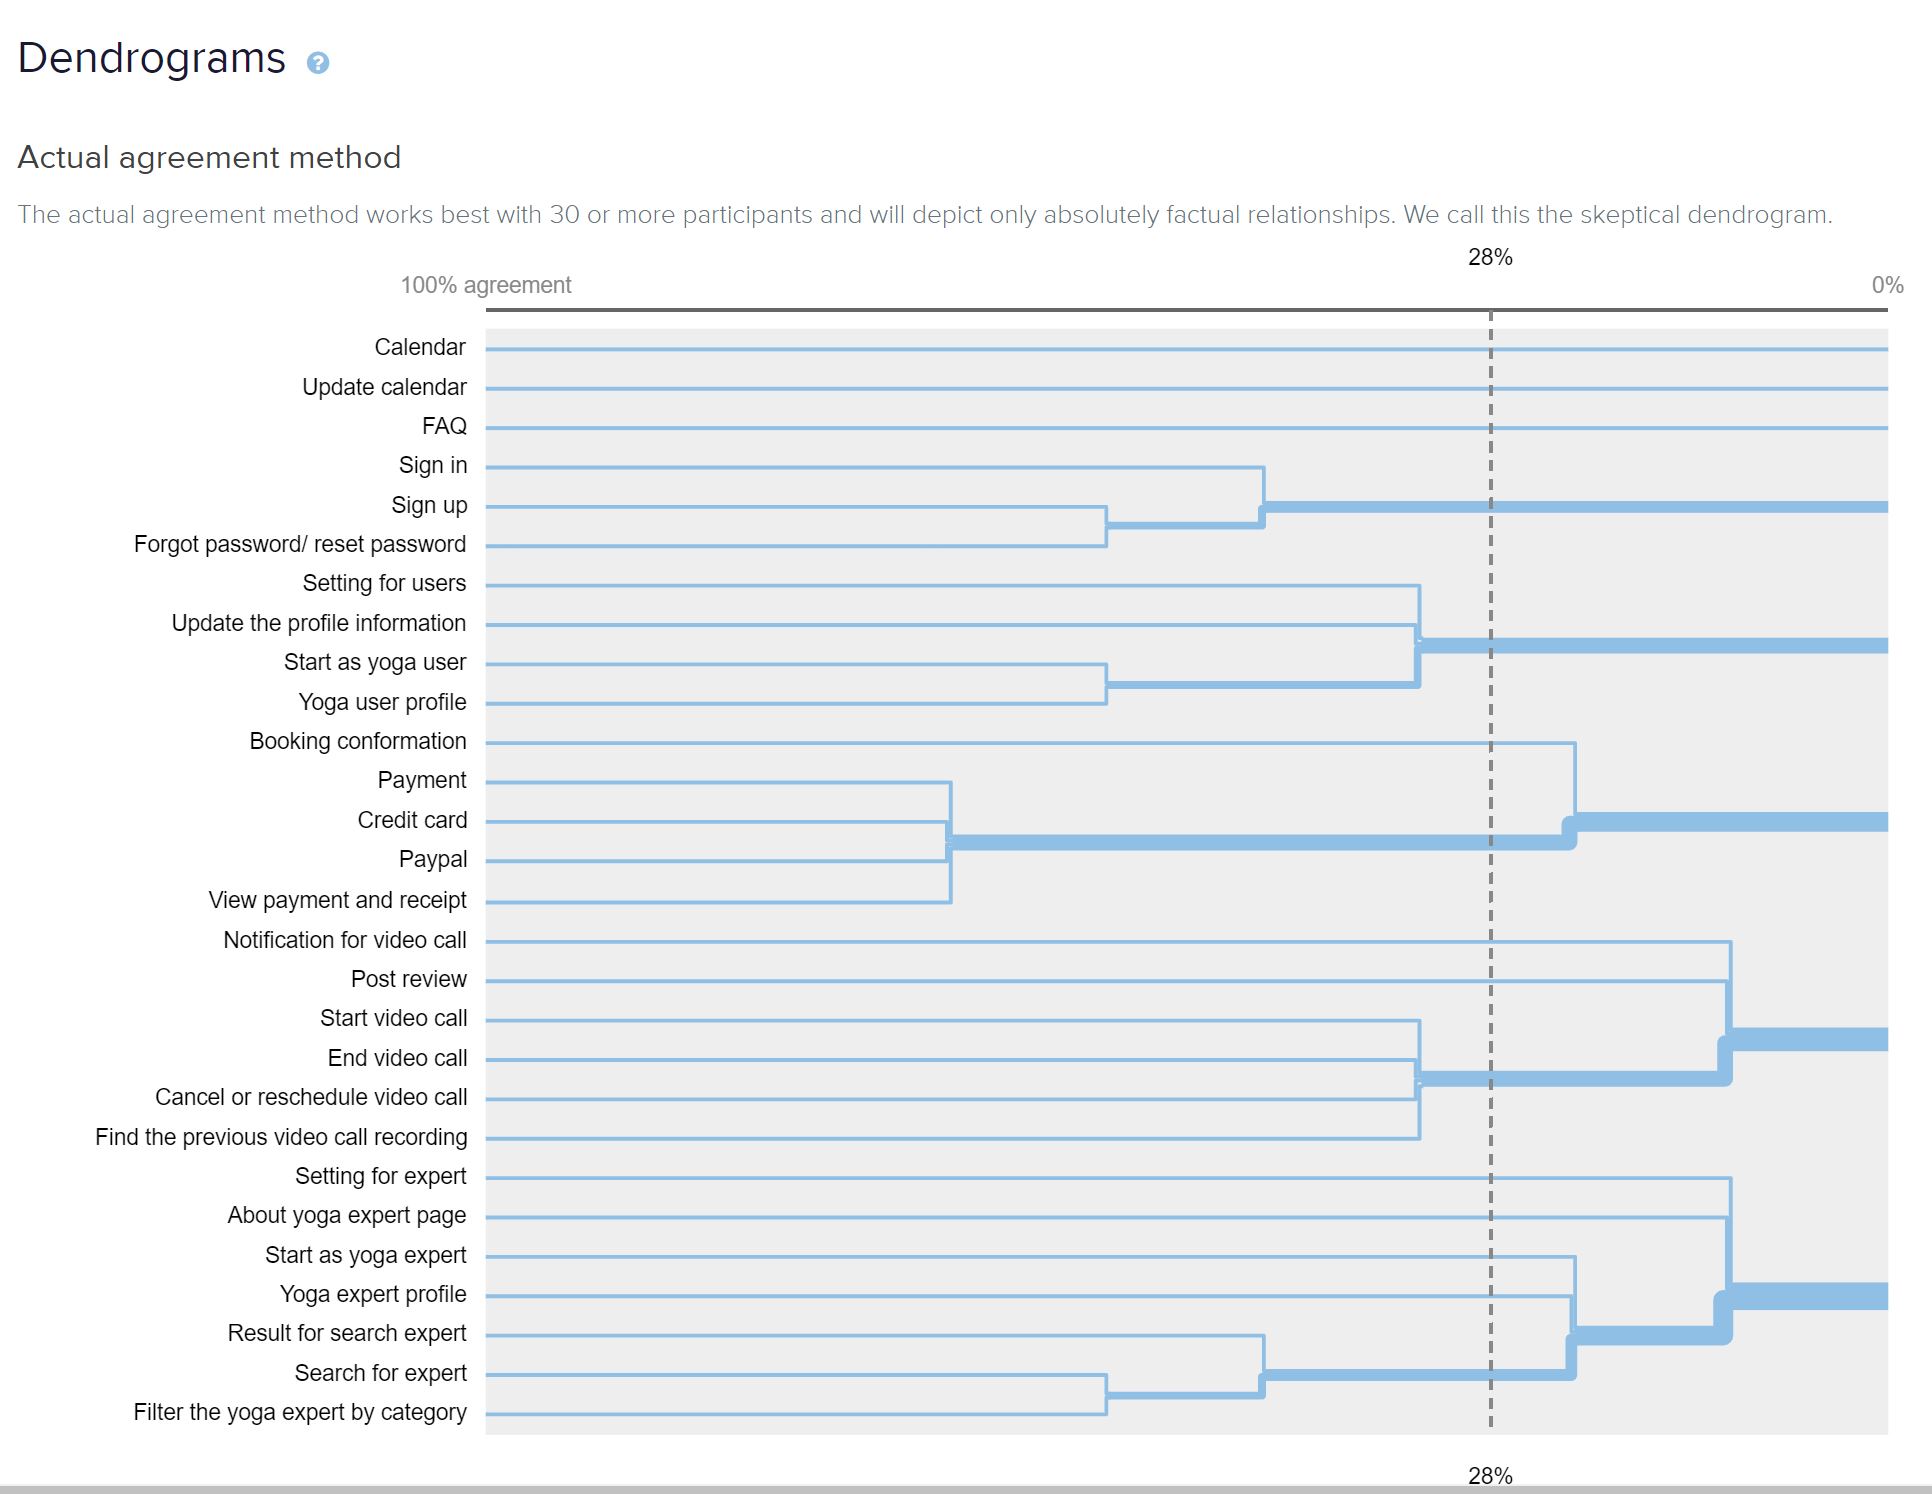 Dendrograms ?
Actual agreement method
The actual agreement method works best with 30 or more participants and will depict only absolutely factual relationships. We call this the skeptical dendrogram.
28%
100% agreement 0%
Calendar
Update calendar
FAQ
Sign in
Sign up
Forgot password/ reset password
Setting for users
Update the profile information
Start as yoga user
Yoga user profile
Booking conformation
Payment
Credit card
Paypal
View payment and receipt
Notification for video call
Post review
Start video call
End video call
Cancel or reschedule video call
Find the previous video call recording
Setting for expert
About yoga expert page
Start as yoga expert
Yoga expert profile
Result for search expert
Search for expert
Filter the yoga expert by category
28%